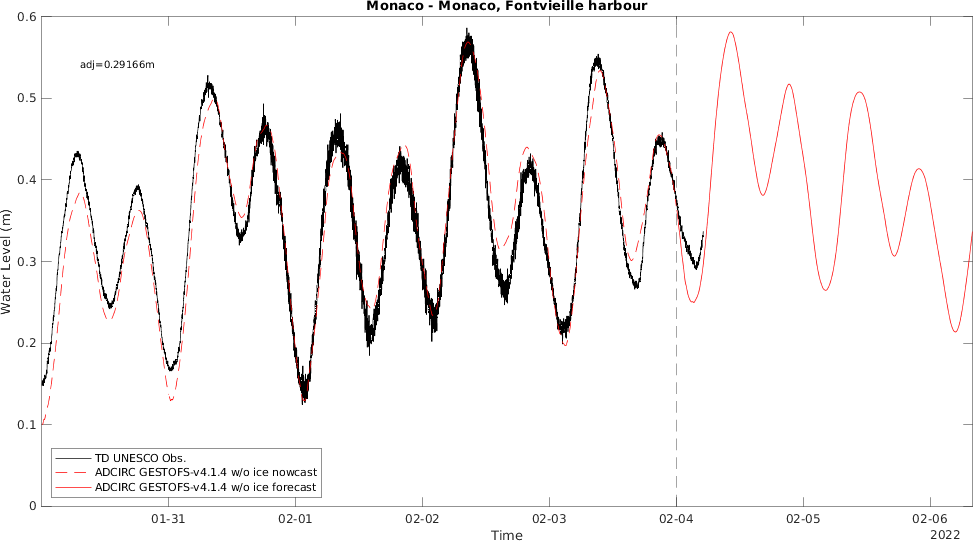 Monaco - Monaco, Fontvieille harbour
adj=0.29166m
Water Level (m)
0.6
0.5
0.4
0.3
0.2
0.1
0
TD UNESCO Obs.
ADCIRC GESTOFS-v4.1.4 w/o ice nowcast
ADCIRC GESTOFS-v4.1.4 w/o ice forecast
01-31 02-01 02-02 02-03 02-04 02-05 02-06
Time
2022